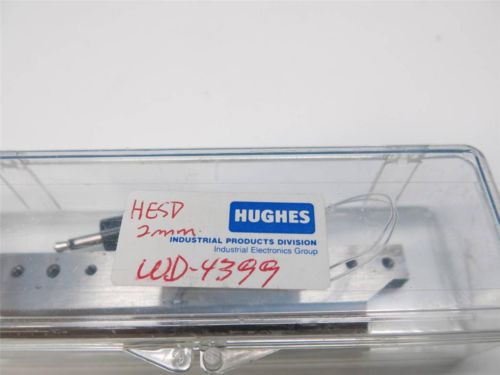 HESD
HUGHES
2mm.
INDUSTRIAL PRODUCTS DIVISION
Industrial Electronics Group
WD-4399